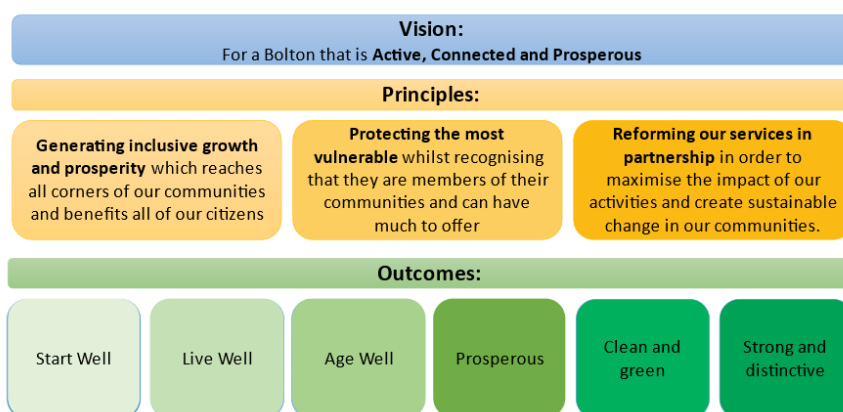 Vision:
For a Bolton that is Active, Connected and Prosperous
Principles:
Generating inclusive growth
and prosperity which reaches
all corners of our communities
and benefits all of our citizens
Protecting the most
vulnerable whilst recognising
that they are members of their
communities and can have
much to offer
Reforming our services in
partnership in order to
maximise the impact of our
activities and create sustainable
change in our communities.
Outcomes:
Start Well
Live Well
Age Well
Prosperous
Clean and
green
Strong and
distinctive